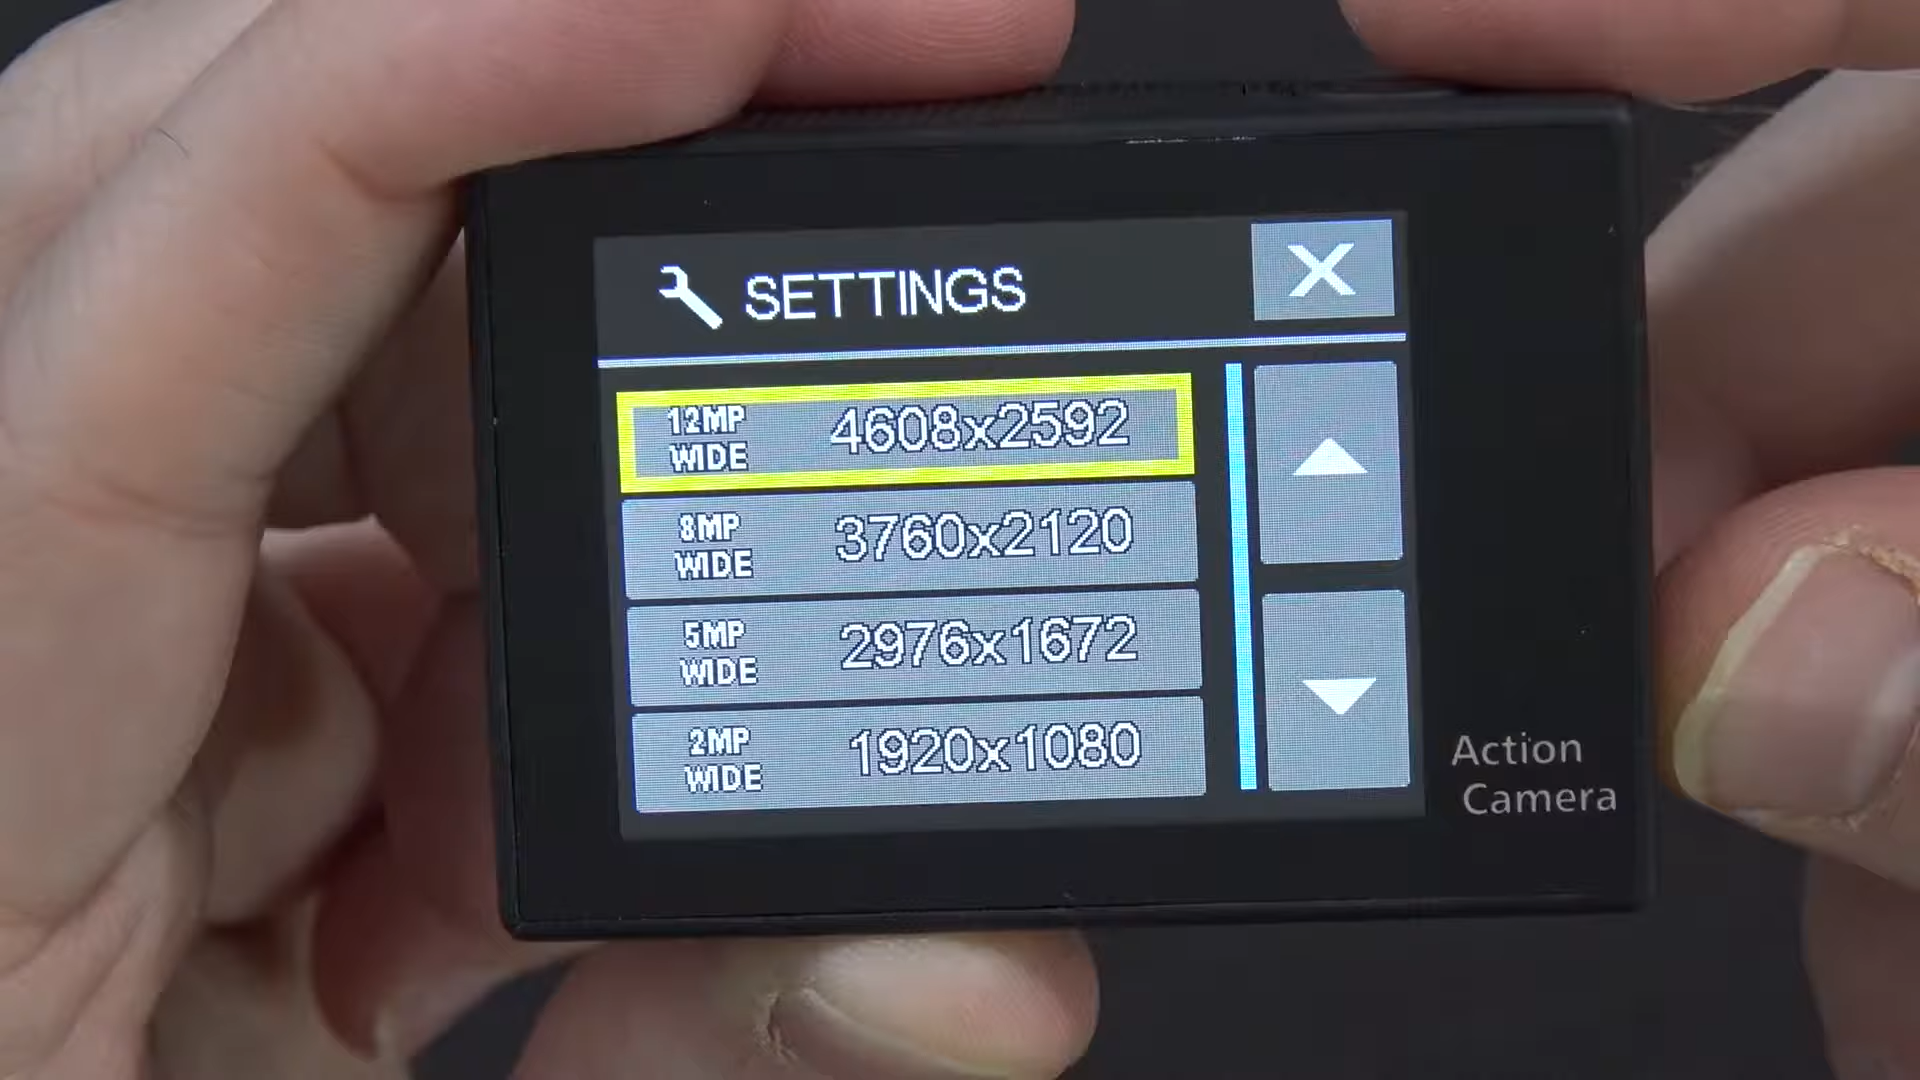 SETTINGS
12MP WIDE 4608x2592
8MP WIDE 3760x2120
5MP WIDE 2976x1672
2MP WIDE 1920x1080
Action
Camera